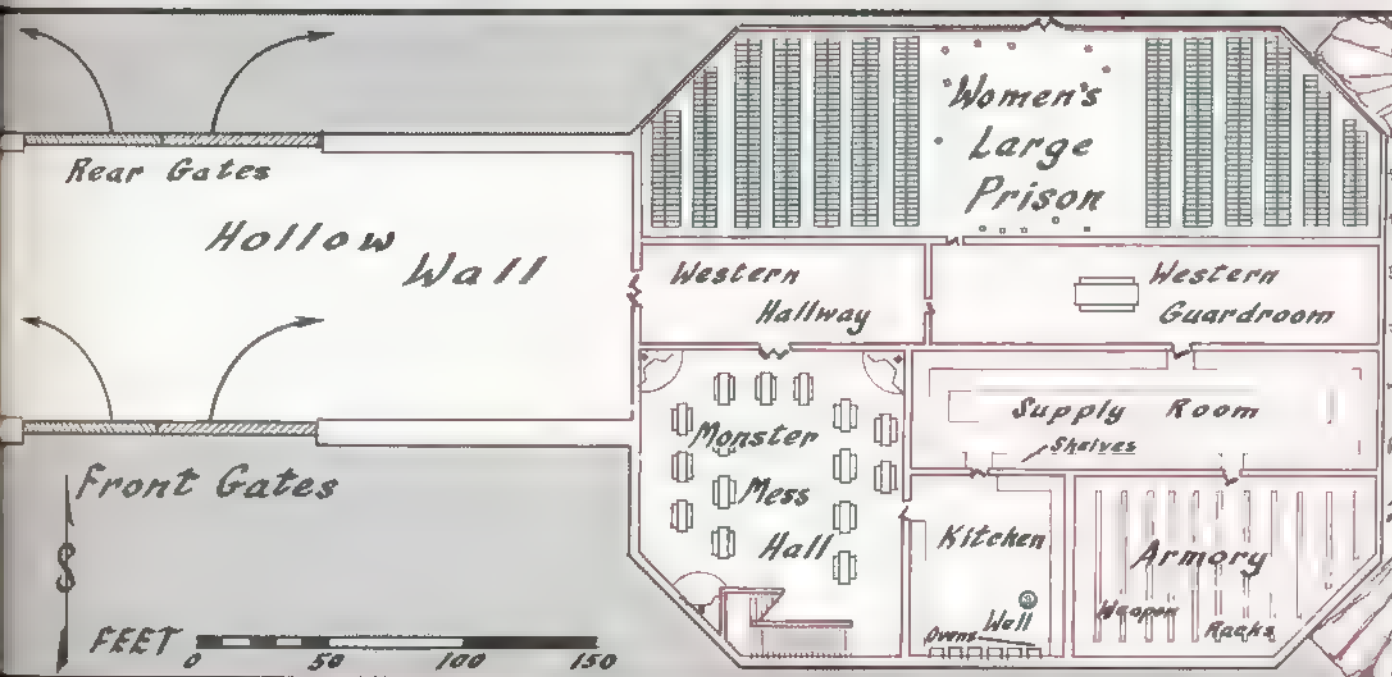 Women's
Large
Prison
Rear Gates
Hollow
Wall
Western
Hallway
Western
Guardroom
Supply Room
Shelves
Monster
Mess
Hall
Front Gates
Kitchen
Armory
Well
Ovens
Weapon
Racks
S
FEET
0 50 100 150